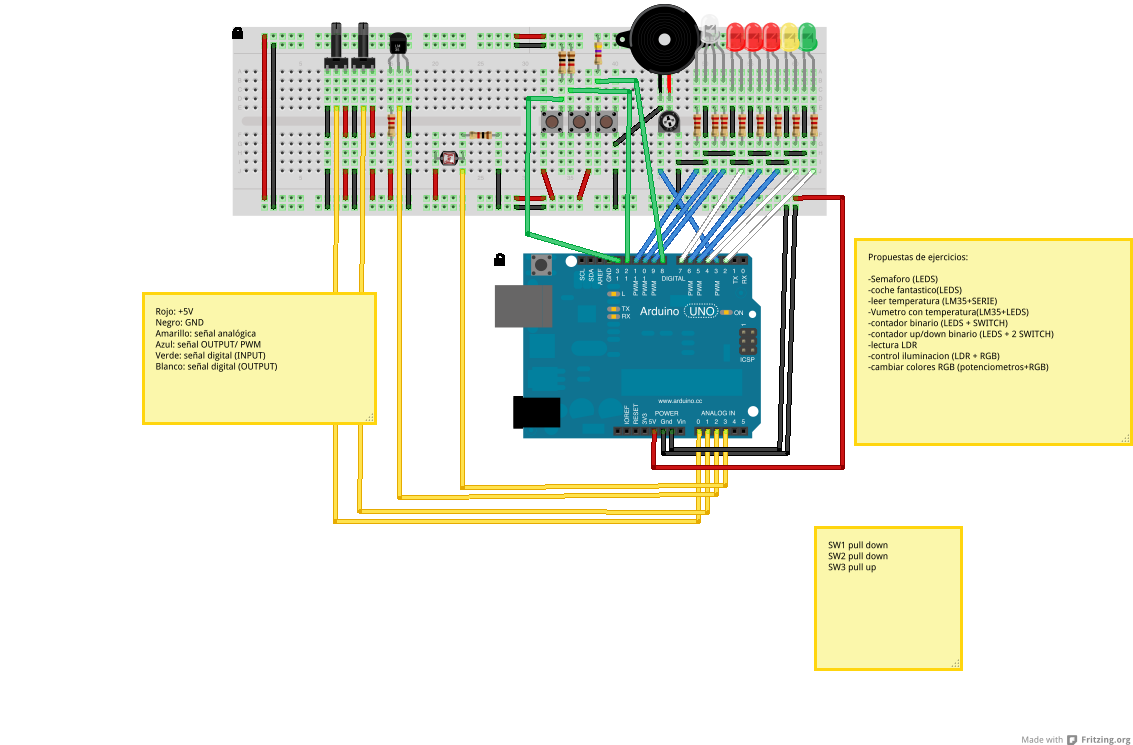 Rojo: +5V
Negro: GND
Amarillo: señal analógica
Azul: señal OUTPUT/ PWM
Verde: señal digital (INPUT)
Blanco: señal digital (OUTPUT)
Propuestas de ejercicios:
-Semaforo (LEDS)
-coche fantastico(LEDS)
-leer temperatura (LM35+SERIE)
-Vumetro con temperatura(LM35+LEDS)
-contador binario (LEDS + SWITCH)
-contador up/down binario (LEDS + 2 SWITCH)
-lectura LDR
-control iluminacion (LDR + RGB)
-cambiar colores RGB (potenciometros+RGB)
SCL
SDA
AREF
GND
DIGITAL
7
6
5
4
3
2
1
0
PWM
PWM
PWM
PWM
PWM
PWM
TX
RX
L
TX
RX
Arduino
UNO
ON
1
ICSP
www.arduino.cc
POWER
ANALOG IN
IOREF
RESET
3V3
5V
Gnd
Vin
0 1 2 3 4 5
SW1 pull down
SW2 pull down
SW3 pull up
Made with Fritzing.org